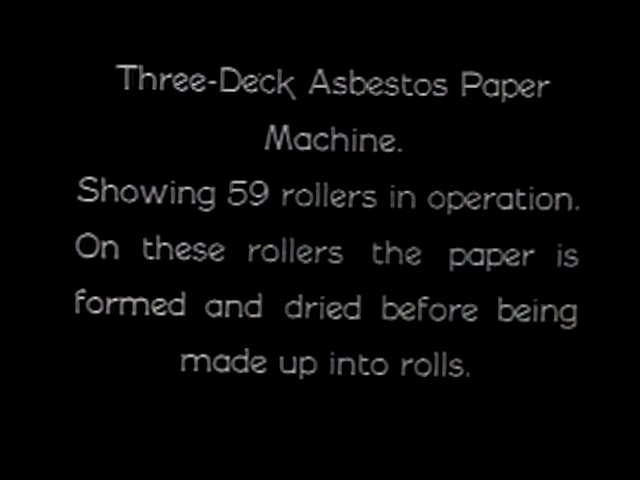 Three-Deck Asbestos Paper
Machine.
Showing 59 rollers in operation.
On these rollers the paper is
formed and dried before being
made up into rolls.